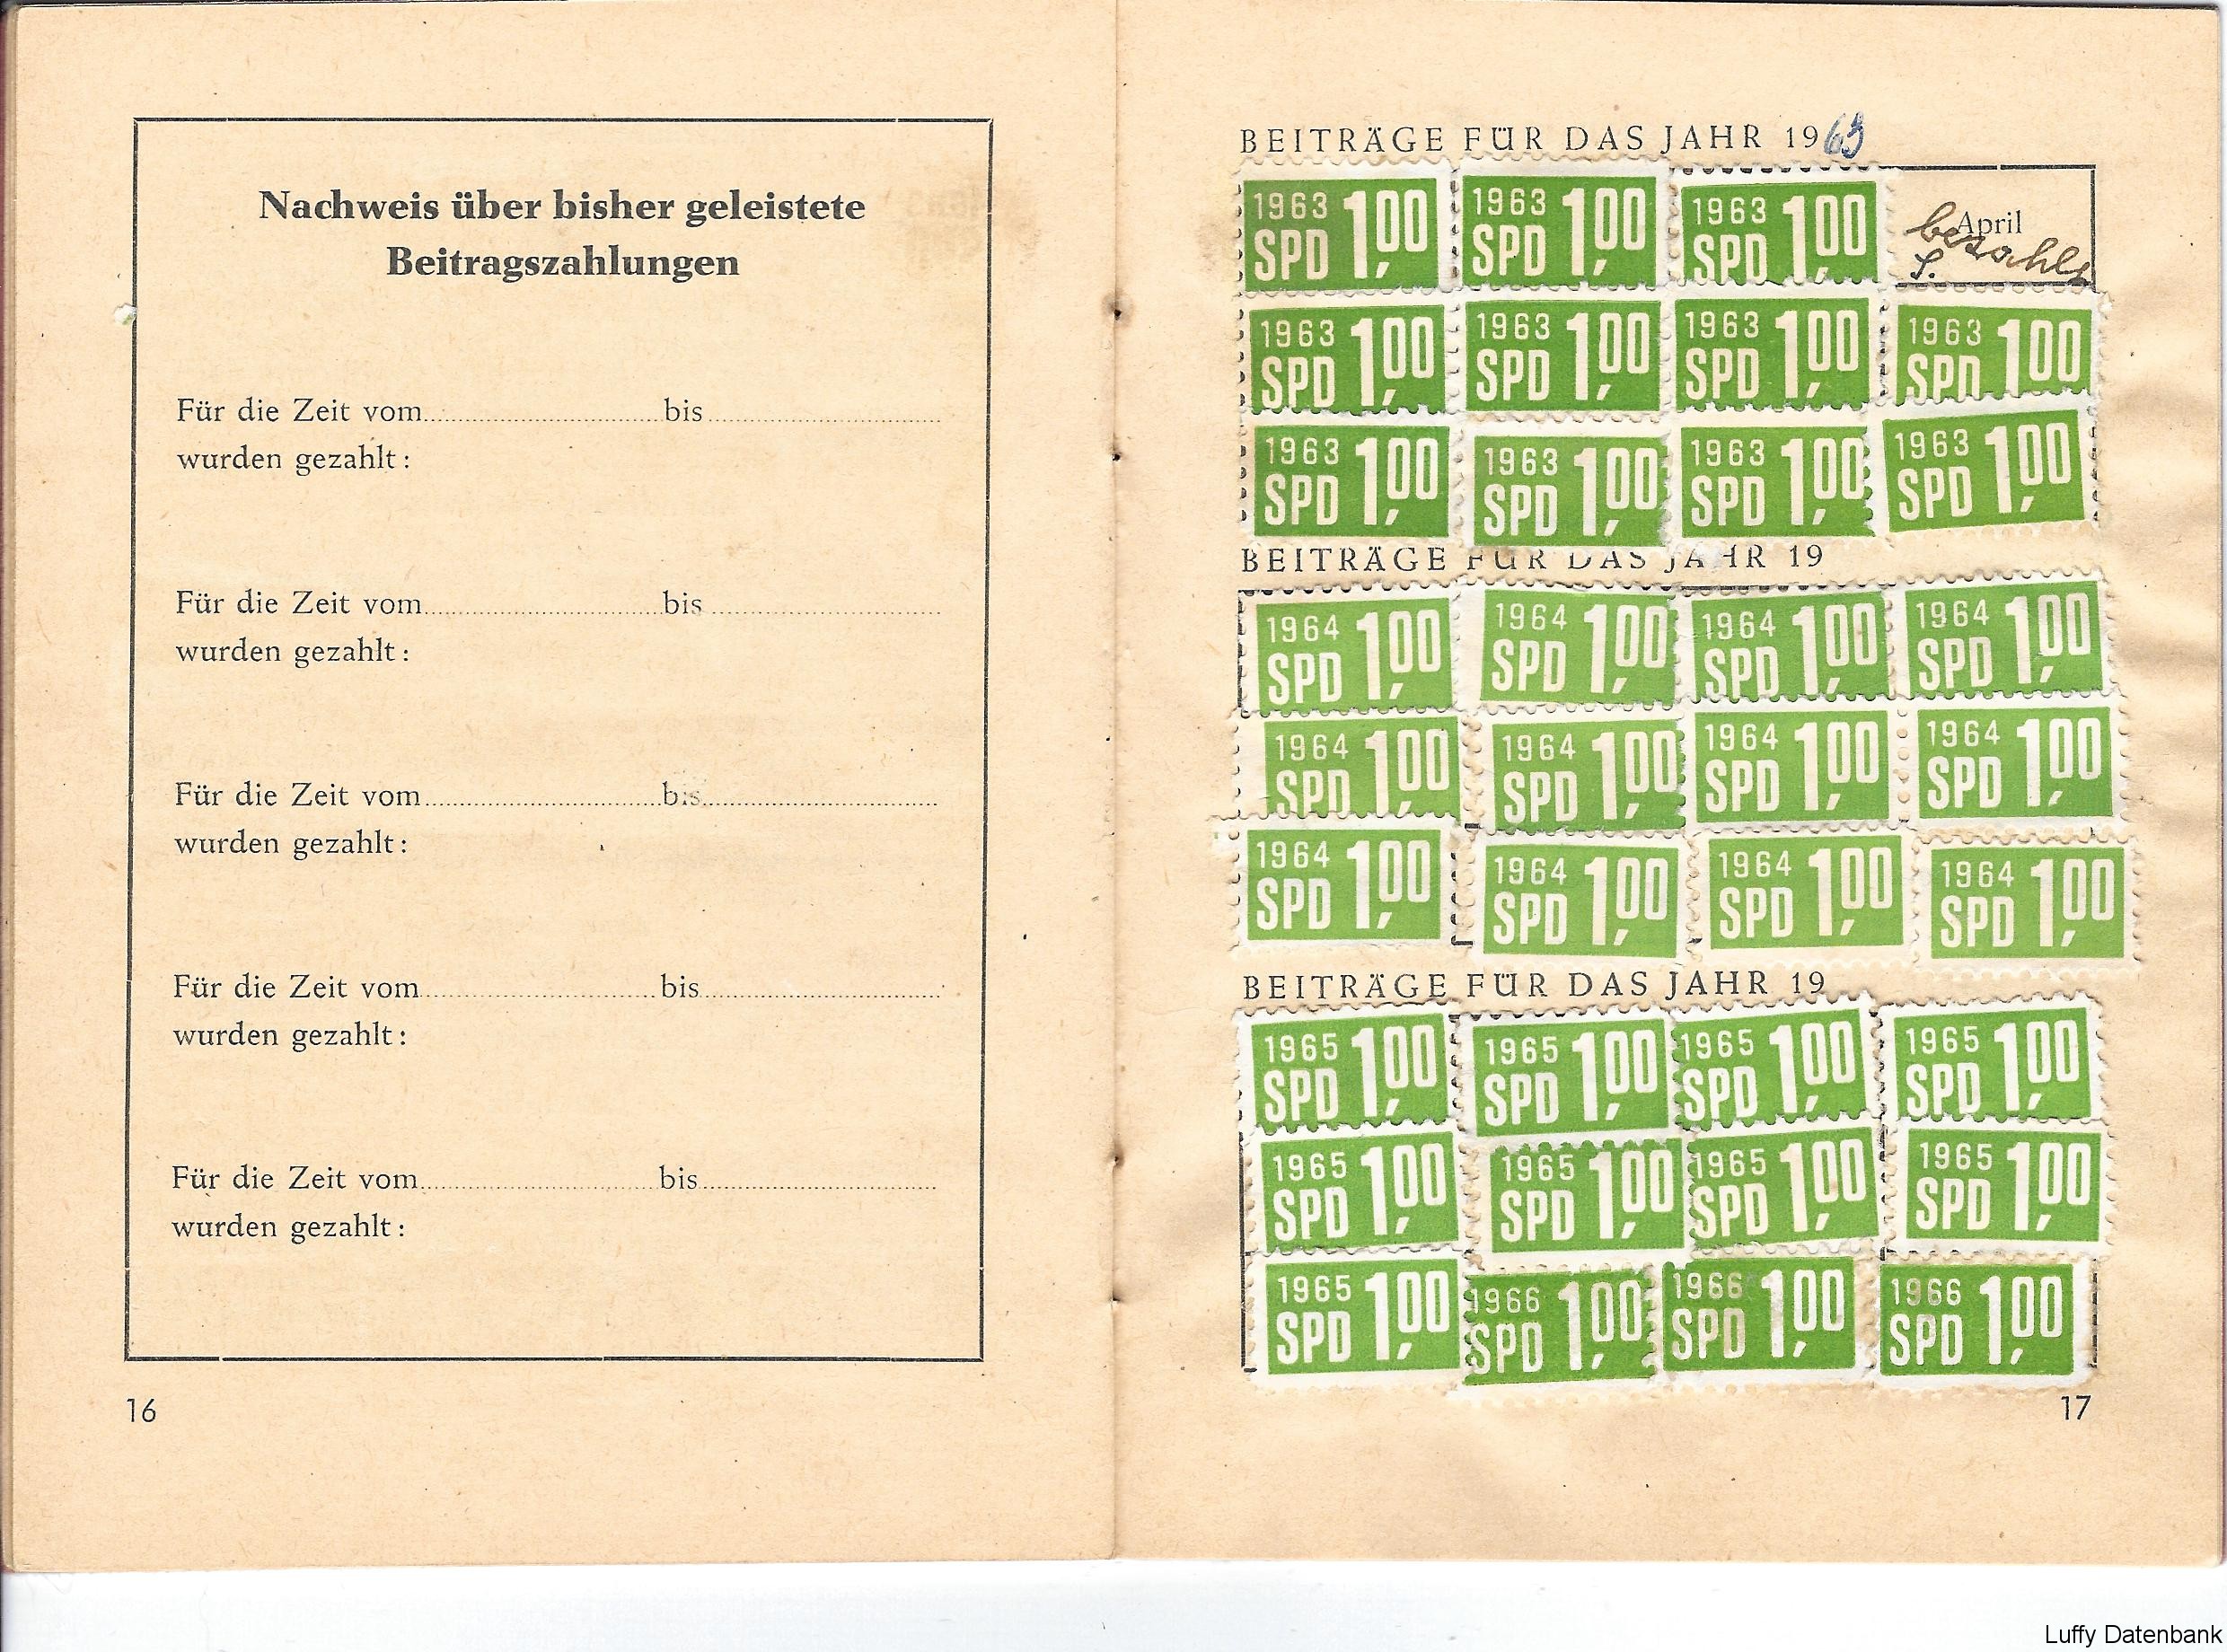 Nachweis über bisher geleistete
Beitragszahlungen
Für die Zeit vom bis
wurden gezahlt:
Für die Zeit vom bis
wurden gezahlt:
Für die Zeit vom bis
wurden gezahlt:
Für die Zeit vom bis
wurden gezahlt:
Für die Zeit vom bis
wurden gezahlt:
16
BEITRÄGE FÜR DAS JAHR 1963
1963 SPD 1,00 1963 SPD 1,00 1963 SPD 1,00 April bezahlt S.
1963 SPD 1,00 1963 SPD 1,00 1963 SPD 1,00 1963 SPD 1,00
1963 SPD 1,00 1963 SPD 1,00 1963 SPD 1,00 1963 SPD 1,00
BEITRÄGE FÜR DAS JAHR 19
1964 SPD 1,00 1964 SPD 1,00 1964 SPD 1,00 1964 SPD 1,00
1964 SPD 1,00 1964 SPD 1,00 1964 SPD 1,00 1964 SPD 1,00
1964 SPD 1,00 1964 SPD 1,00 1964 SPD 1,00 1964 SPD 1,00
BEITRÄGE FÜR DAS JAHR 19
1965 SPD 1,00 1965 SPD 1,00 1965 SPD 1,00 1965 SPD 1,00
1965 SPD 1,00 1965 SPD 1,00 1965 SPD 1,00 1965 SPD 1,00
1965 SPD 1,00 1966 SPD 1,00 1966 SPD 1,00 1966 SPD 1,00
17
Luffy Datenbank